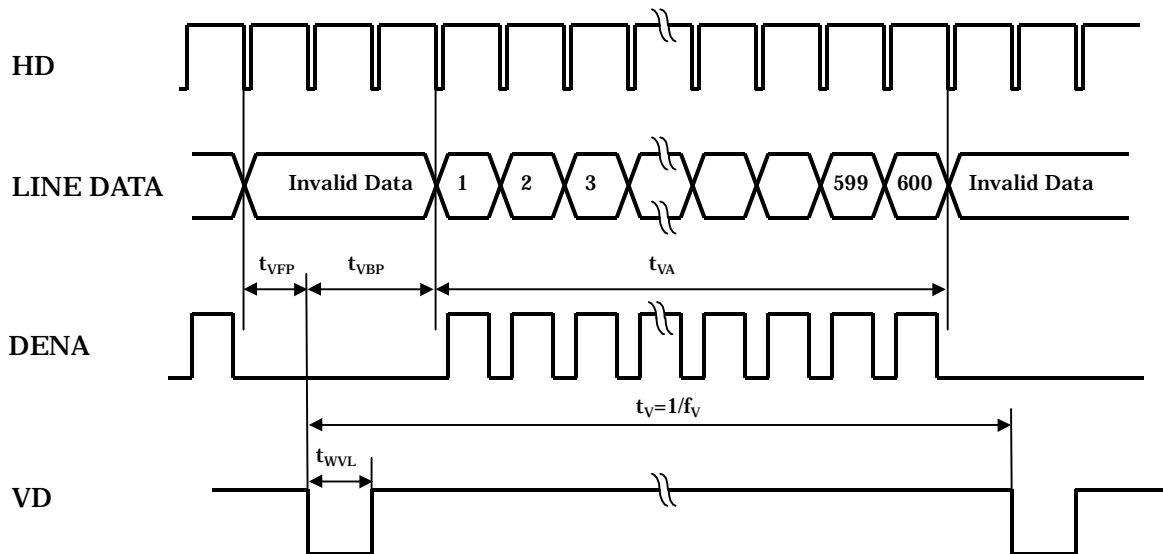 HD
LINE DATA
Invalid Data 1 2 3 599 600 Invalid Data
tVFP tVBP tVA
DENA
tV=1/fV
tWVL
VD